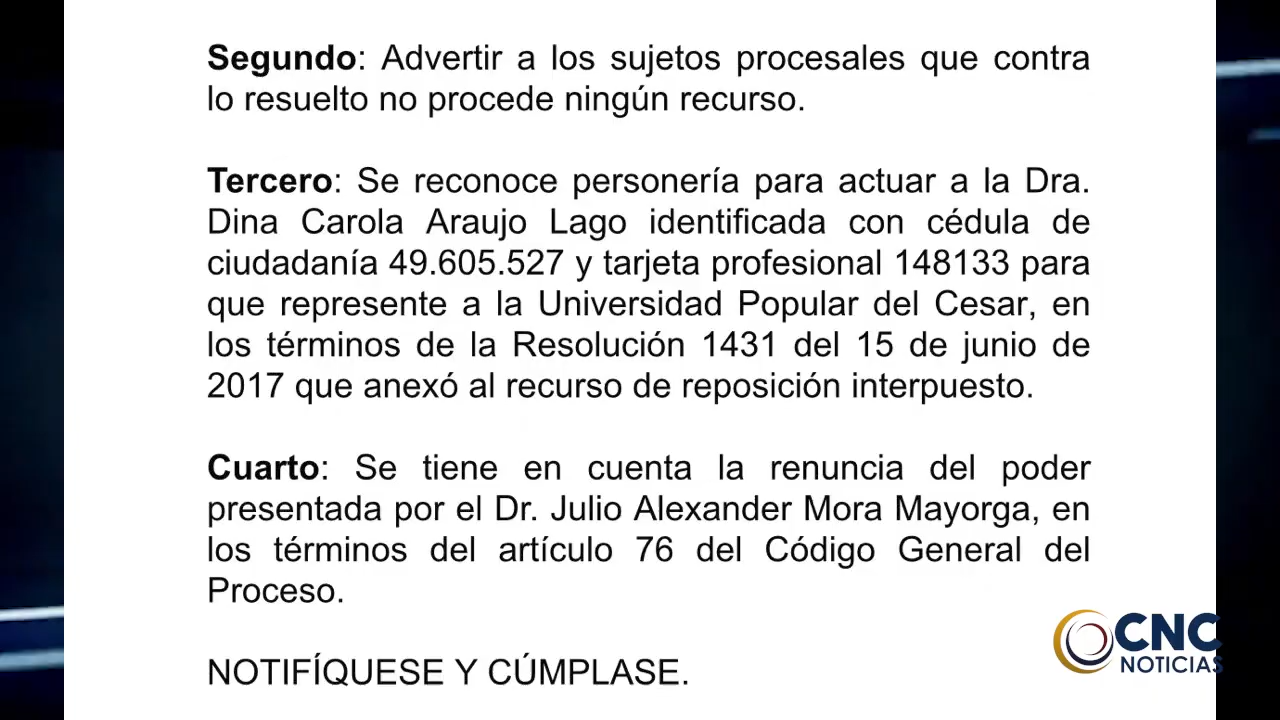 Segundo: Advertir a los sujetos procesales que contra
lo resuelto no procede ningún recurso.
Tercero: Se reconoce personería para actuar a la Dra.
Dina Carola Araujo Lago identificada con cédula de
ciudadanía 49.605.527 y tarjeta profesional 148133 para
que represente a la Universidad Popular del Cesar, en
los términos de la Resolución 1431 del 15 de junio de
2017 que anexó al recurso de reposición interpuesto.
Cuarto: Se tiene en cuenta la renuncia del poder
presentada por el Dr. Julio Alexander Mora Mayorga, en
los términos del artículo 76 del Código General del
Proceso.
NOTIFÍQUESE Y CÚMPLASE.
CNC
NOTICIAS